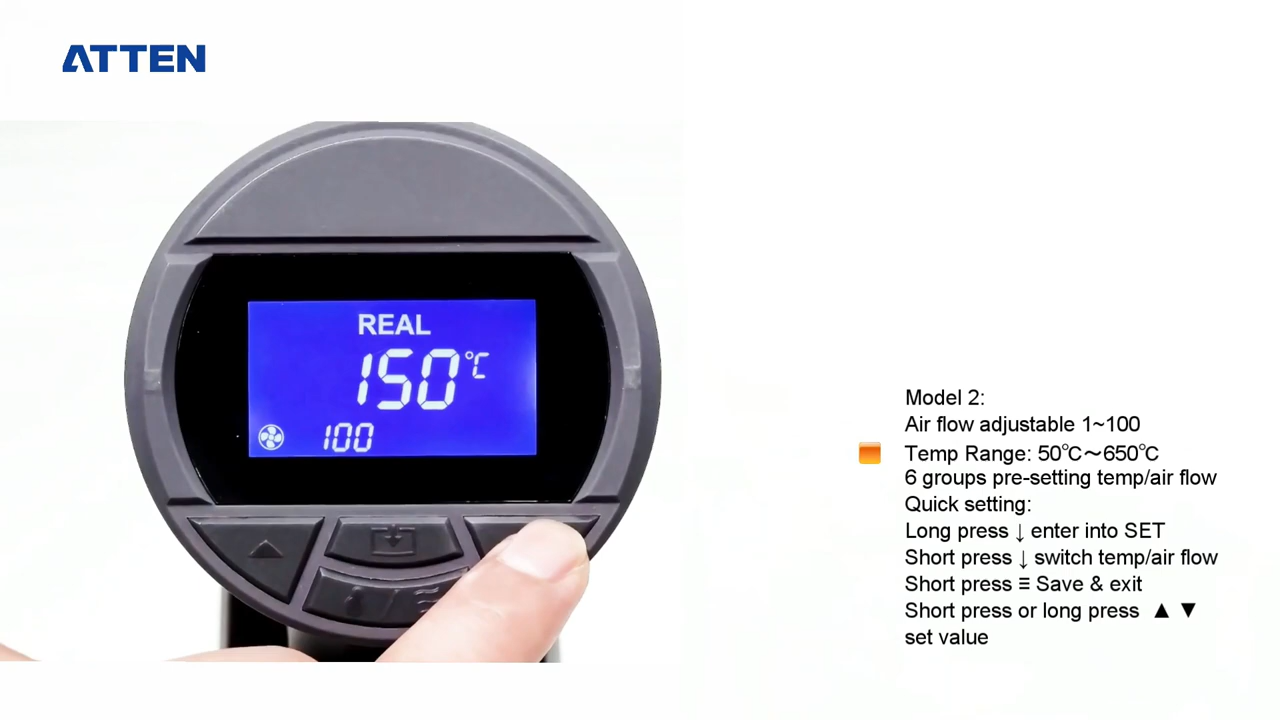 ATTEN
REAL
150℃
100
Model 2:
Air flow adjustable 1~100
Temp Range: 50℃～650℃
6 groups pre-setting temp/air flow
Quick setting:
Long press ↓ enter into SET
Short press ↓ switch temp/air flow
Short press ≡ Save & exit
Short press or long press ▲ ▼
set value